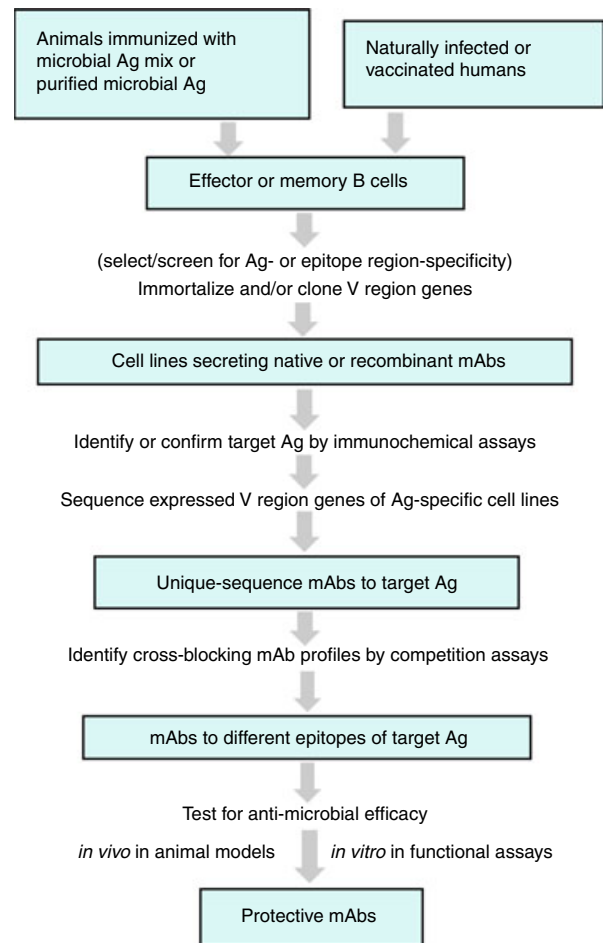 Animals immunized with
microbial Ag mix or
purified microbial Ag
Naturally infected or
vaccinated humans
Effector or memory B cells
(select/screen for Ag- or epitope region-specificity)
Immortalize and/or clone V region genes
Cell lines secreting native or recombinant mAbs
Identify or confirm target Ag by immunochemical assays
Sequence expressed V region genes of Ag-specific cell lines
Unique-sequence mAbs to target Ag
Identify cross-blocking mAb profiles by competition assays
mAbs to different epitopes of target Ag
Test for anti-microbial efficacy
in vivo in animal models in vitro in functional assays
Protective mAbs